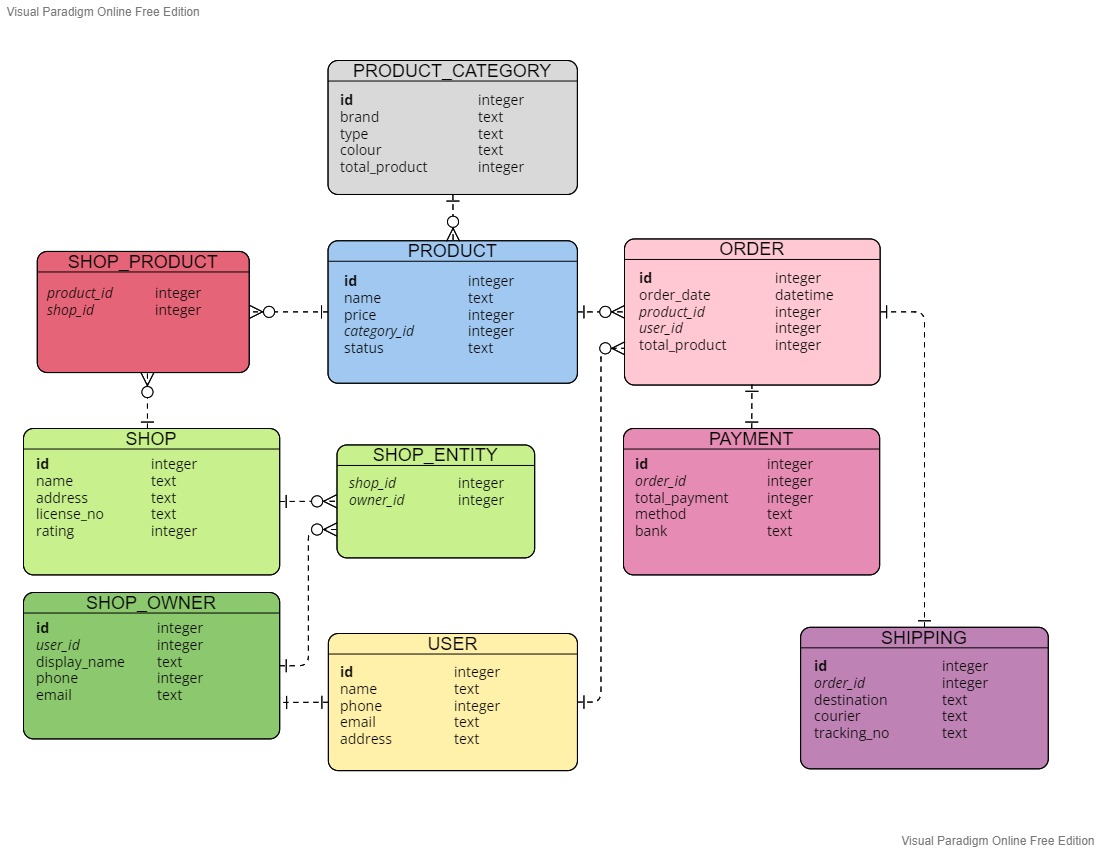 Visual Paradigm Online Free Edition
PRODUCT_CATEGORY
id integer
brand text
type text
colour text
total_product integer
SHOP_PRODUCT
product_id integer
shop_id integer
PRODUCT
id integer
name text
price integer
category_id integer
status text
ORDER
id integer
order_date datetime
product_id integer
user_id integer
total_product integer
SHOP
id integer
name text
address text
license_no text
rating integer
SHOP_ENTITY
shop_id integer
owner_id integer
PAYMENT
id integer
order_id integer
total_payment integer
method text
bank text
SHOP_OWNER
id integer
user_id integer
display_name text
phone integer
email text
USER
id integer
name text
phone integer
email text
address text
SHIPPING
id integer
order_id integer
destination text
courier text
tracking_no text
Visual Paradigm Online Free Edition